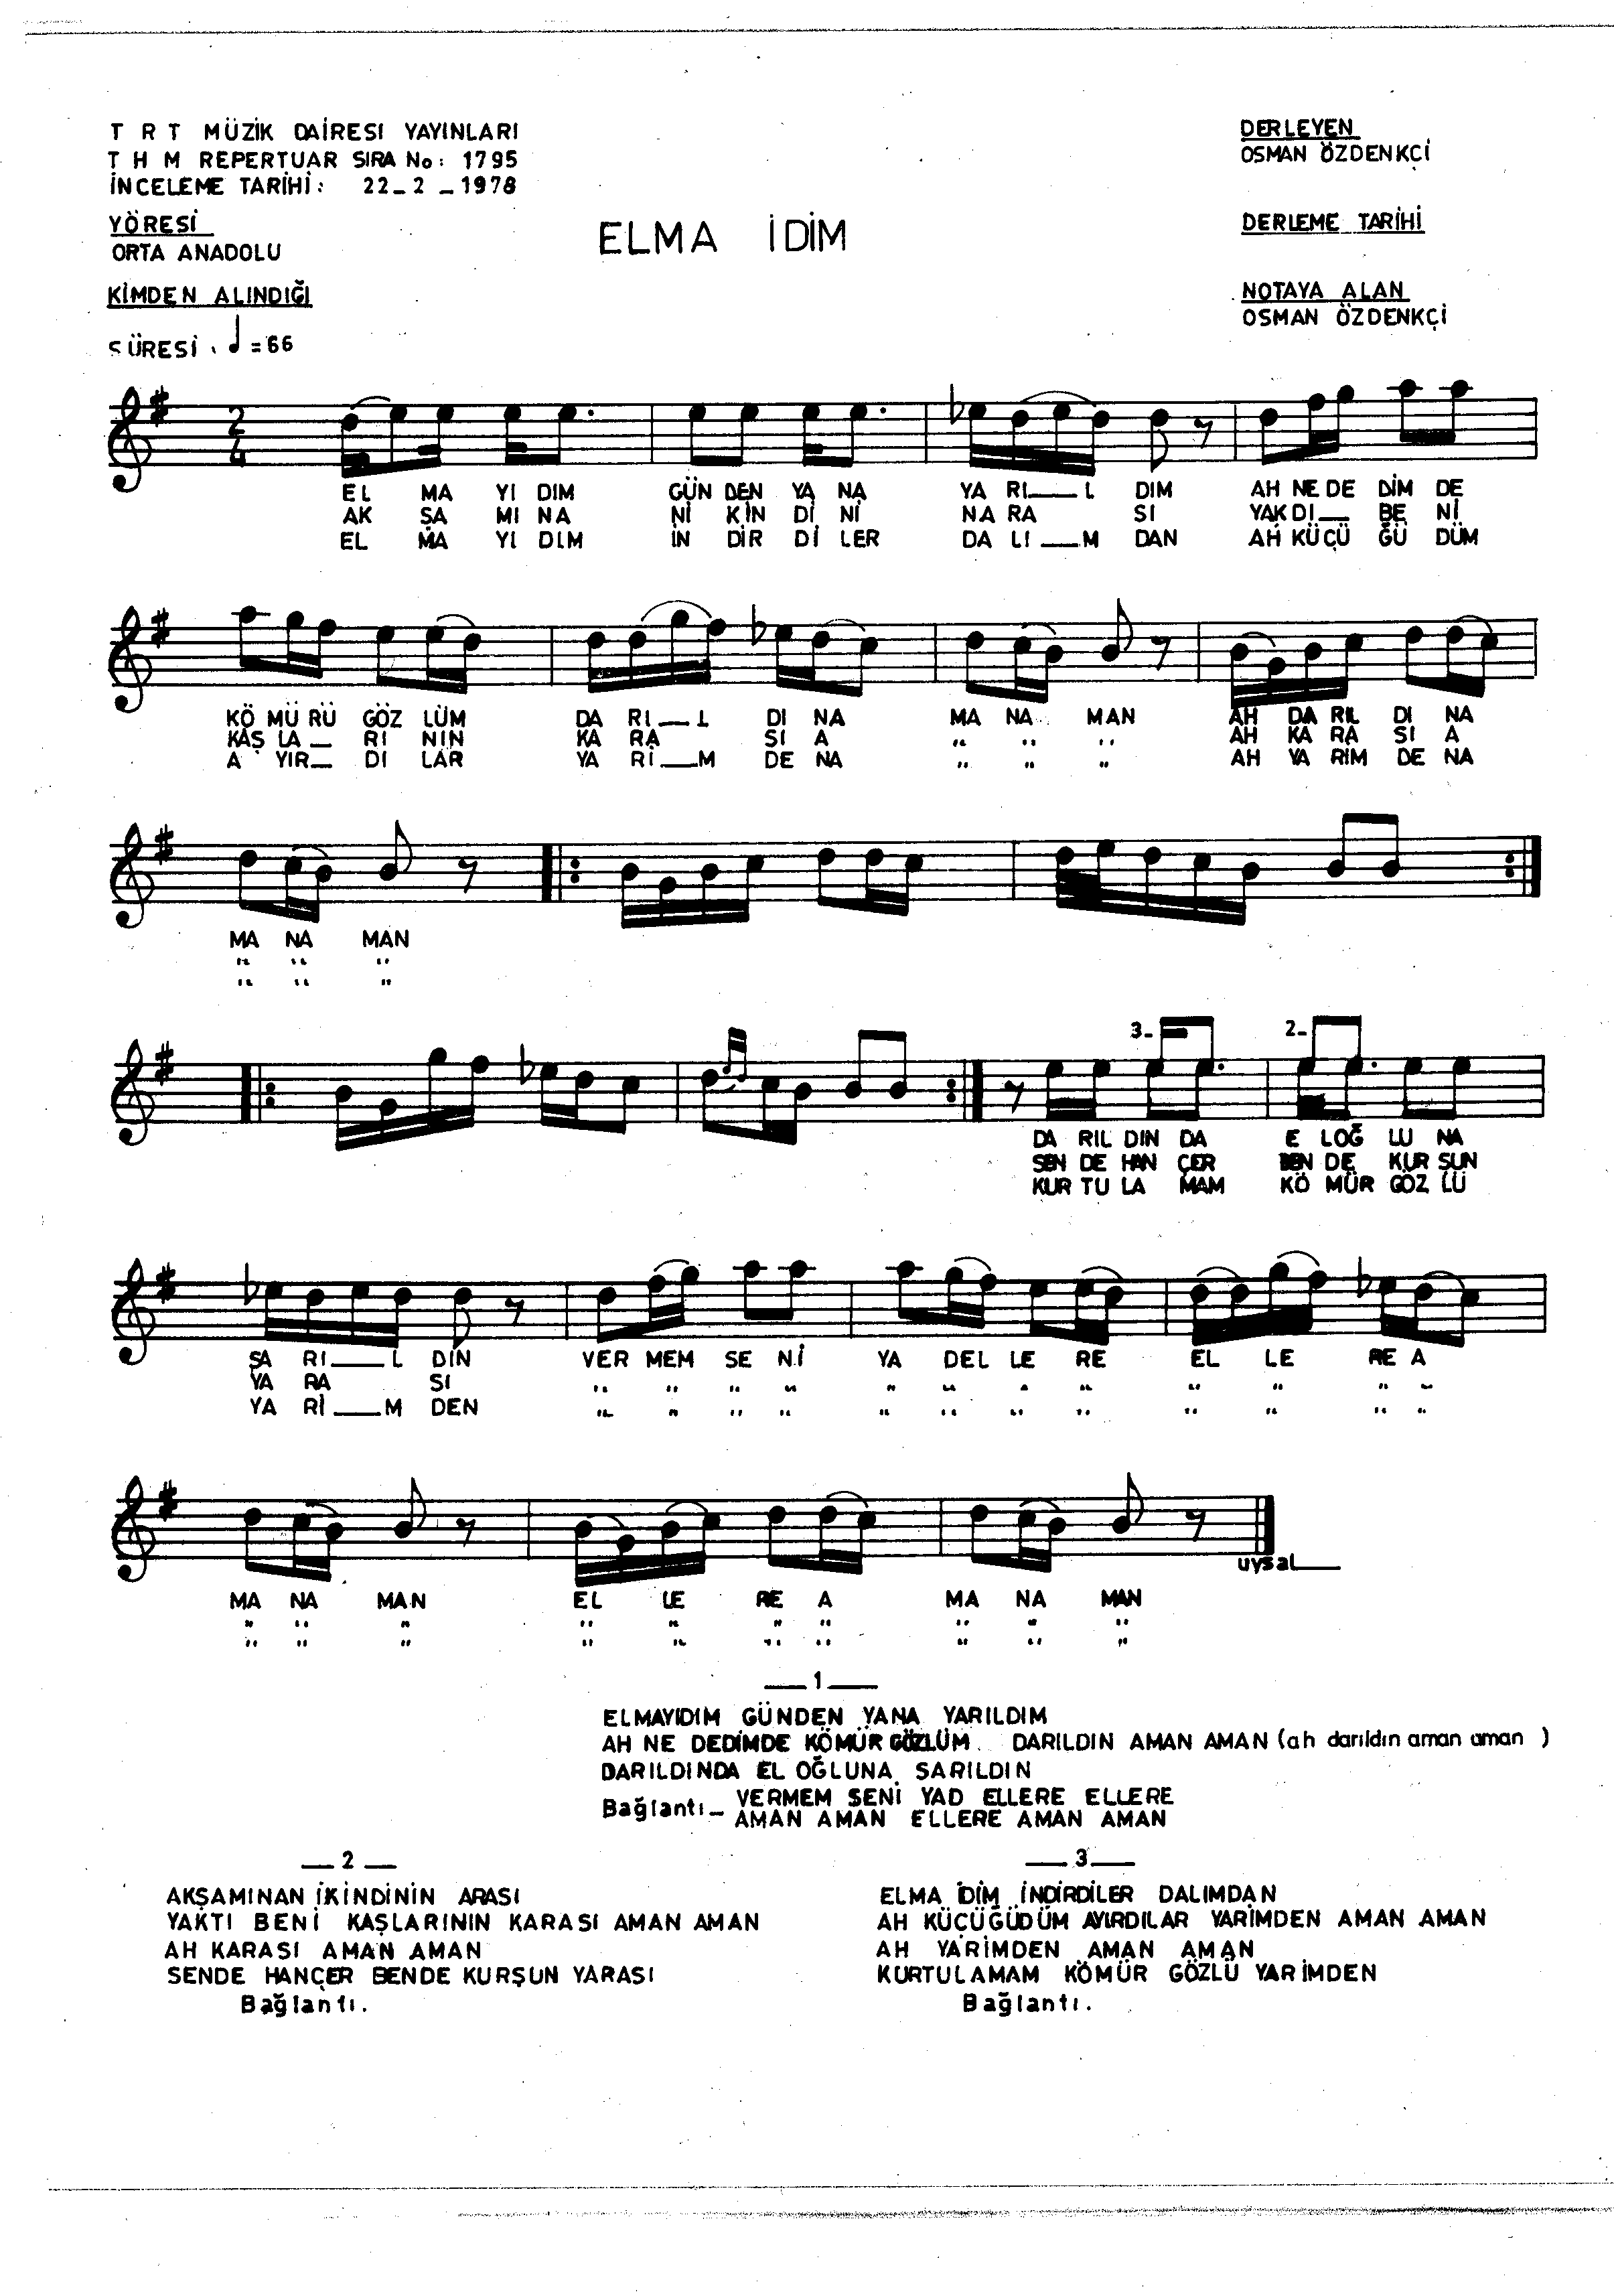 T R T MÜZİK DAİRESI YAYINLARI
T H M REPERTUAR SIRA No: 1795
İNCELEME TARİHİ: 22_2_1978
DERLEYEN
OSMAN ÖZDENKÇİ
YÖRESİ
ORTA ANADOLU
ELMA İDİM
DERLEME TARİHİ
KİMDEN ALINDIĞI
NOTAYA ALAN
OSMAN ÖZDENKÇİ
SÜRESİ : ♩=66
2
4
EL MA YI DIM GÜN DEN YA NA YA RI___L DIM AH NE DE DİM DE
AK ŞA MI NA Nİ KİN Dİ Nİ NA RA SI YAK DI__ BE Nİ
EL MA YI DIM İN DİR Dİ LER DA LI___M DAN AH KÜ ÇÜ ĞÜ DÜM
KÖ MÜ RÜ GÖZ LÜM DA RI___L DI NA MA NA MAN AH DA RIL DI NA
KAŞ LA_ RI NIN KA RA SI A " " " AH KA RA SI A
A YIR_ DI LAR YA Rİ___M DE NA " " " AH YA RİM DE NA
MA NA MAN
" " "
" " "
3- 2-
DA RIL DIN DA E LOĞ LU NA
SEN DE HAN ÇER BEN DE KUR ŞUN
KUR TU LA MAM KÖ MÜR GÖZ LÜ
SA RI___L DIN VER MEM SE Nİ YA DEL LE RE EL LE RE A
YA RA SI " " " " " " " " " " " "
YA Rİ___M DEN " " " " " " " " " " " "
uysal
MA NA MAN EL LE RE A MA NA MAN
" " " " " " " " " "
" " " " " " " " " "
__1__
ELMAYIDIM GÜNDEN YANA YARILDIM
AH NE DEDİMDE KÖMÜR GÖZLÜM DARILDIN AMAN AMAN (ah darıldın aman aman )
DARILDINDA EL OĞLUNA SARILDIN
Bağlantı_ VERMEM SENİ YAD ELLERE ELLERE
AMAN AMAN ELLERE AMAN AMAN
__2__
AKŞAMINAN İKİNDİNİN ARASI
YAKTI BENİ KAŞLARININ KARASI AMAN AMAN
AH KARASI AMAN AMAN
SENDE HANÇER BENDE KURŞUN YARASI
Bağlantı.
__3__
ELMA İDİM İNDİRDİLER DALIMDAN
AH KÜÇÜĞÜDÜM AYIRDILAR YARİMDEN AMAN AMAN
AH YARİMDEN AMAN AMAN
KURTULAMAM KÖMÜR GÖZLÜ YARİMDEN
Bağlantı.